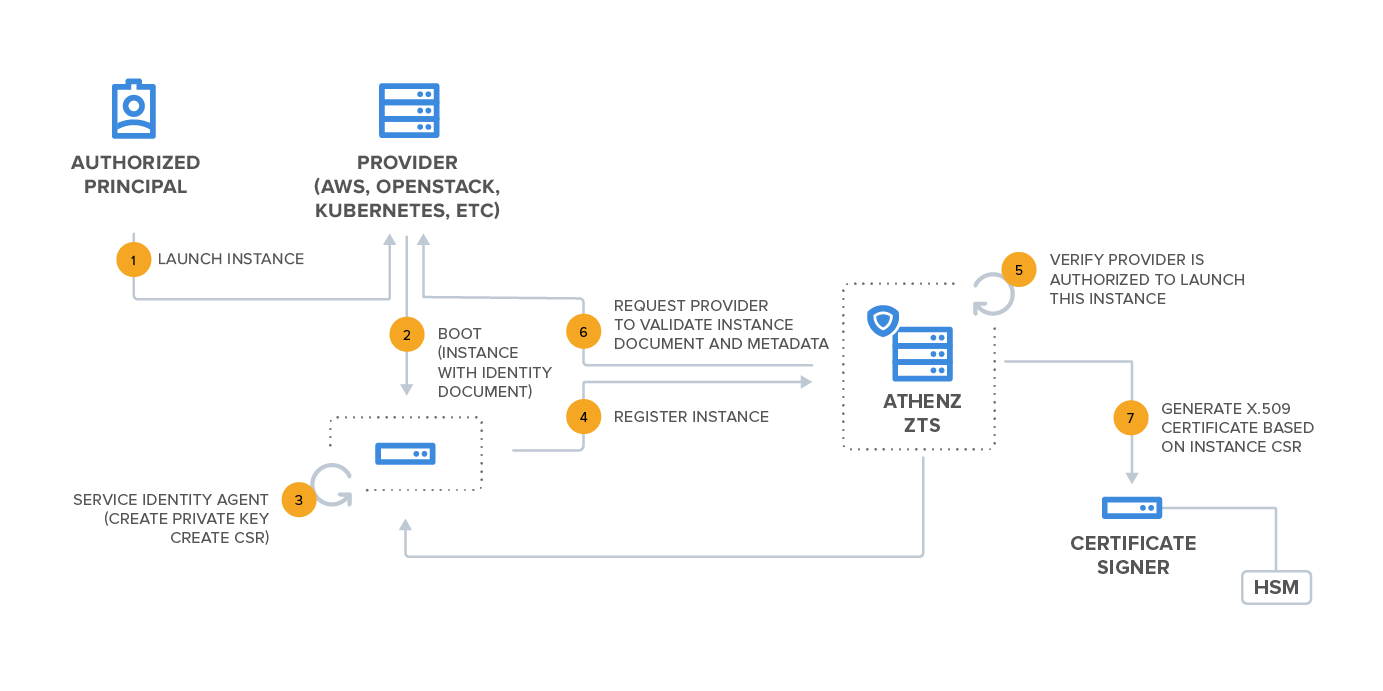 AUTHORIZED
PRINCIPAL
PROVIDER
(AWS, OPENSTACK,
KUBERNETES, ETC)
1
LAUNCH INSTANCE
2
BOOT
(INSTANCE
WITH IDENTITY
DOCUMENT)
3
SERVICE IDENTITY AGENT
(CREATE PRIVATE KEY
CREATE CSR)
4
REGISTER INSTANCE
5
VERIFY PROVIDER IS
AUTHORIZED TO LAUNCH
THIS INSTANCE
6
REQUEST PROVIDER
TO VALIDATE INSTANCE
DOCUMENT AND METADATA
ATHENZ
ZTS
7
GENERATE X.509
CERTIFICATE BASED
ON INSTANCE CSR
CERTIFICATE
SIGNER
HSM